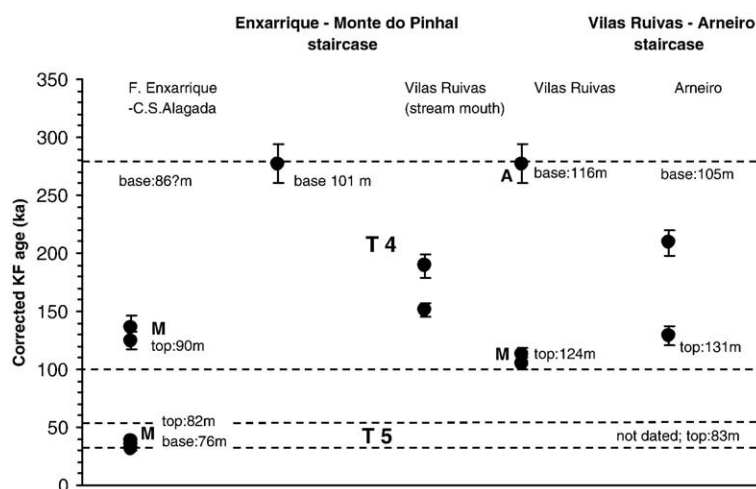 Enxarrique - Monte do Pinhal
staircase
Vilas Ruivas - Arneiro
staircase
F. Enxarrique
-C.S.Alagada
Vilas Ruivas
(stream mouth)
Vilas Ruivas
Arneiro
Corrected KF age (ka)
350
300
250
200
150
100
50
0
base:86?m
base 101 m
A
base:116m
base:105m
T 4
M
top:90m
M
top:124m
top:131m
top:82m
M
base:76m
T 5
not dated; top:83m